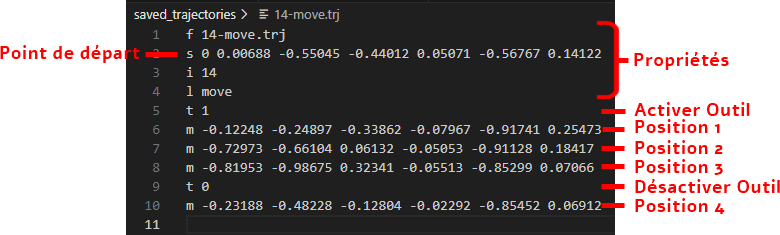 saved_trajectories > 14-move.trj
1 f 14-move.trj
Point de départ 2 s 0 0.00688 -0.55045 -0.44012 0.05071 -0.56767 0.14122
Propriétés
3 i 14
4 l move
5 t 1 Activer Outil
6 m -0.12248 -0.24897 -0.33862 -0.07967 -0.91741 0.25473 Position 1
7 m -0.72973 -0.66104 0.06132 -0.05053 -0.91128 0.18417 Position 2
8 m -0.81953 -0.98675 0.32341 -0.05513 -0.85299 0.07066 Position 3
9 t 0 Désactiver Outil
10 m -0.23188 -0.48228 -0.12804 -0.02292 -0.85452 0.06912 Position 4
11